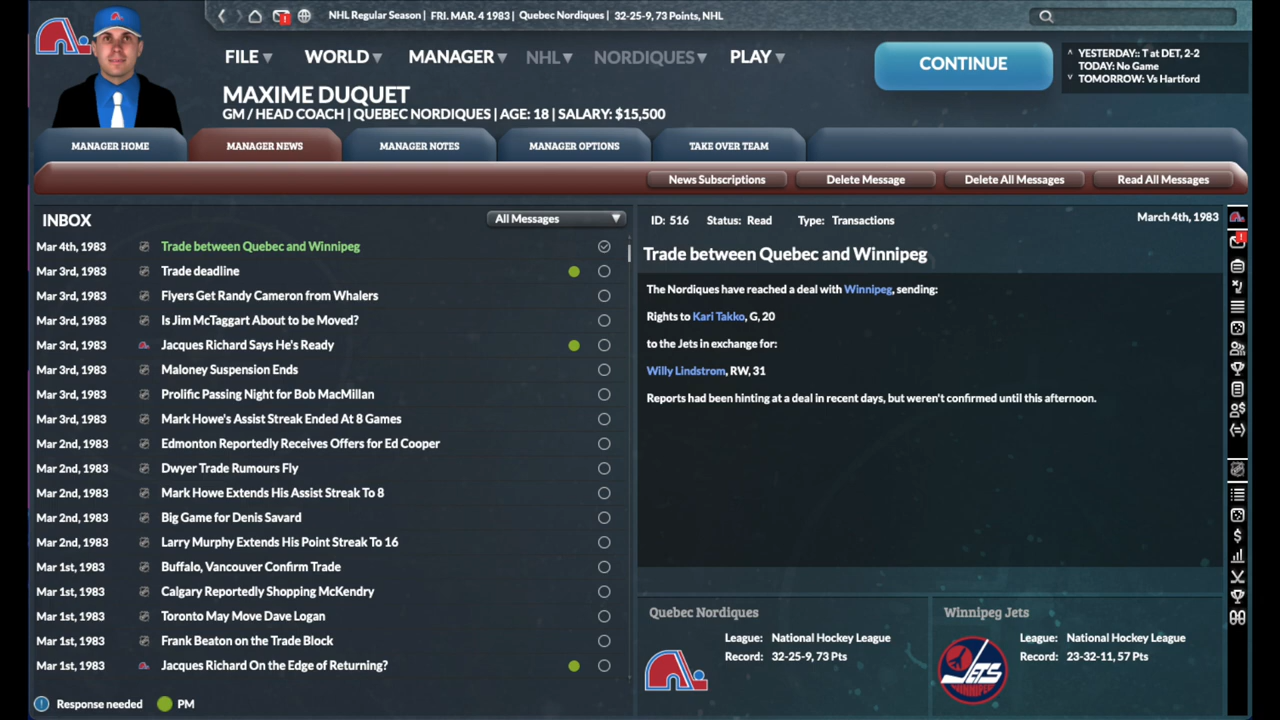 NHL Regular Season | FRI. MAR. 4 1983 | Quebec Nordiques | 32-25-9, 73 Points, NHL
FILE WORLD MANAGER NHL NORDIQUES PLAY
CONTINUE
YESTERDAY:: T at DET, 2-2
TODAY: No Game
TOMORROW: Vs Hartford
MAXIME DUQUET
GM / HEAD COACH | QUEBEC NORDIQUES | AGE: 18 | SALARY: $15,500
MANAGER HOME MANAGER NEWS MANAGER NOTES MANAGER OPTIONS TAKE OVER TEAM
News Subscriptions Delete Message Delete All Messages Read All Messages
INBOX All Messages
Mar 4th, 1983 Trade between Quebec and Winnipeg
Mar 3rd, 1983 Trade deadline
Mar 3rd, 1983 Flyers Get Randy Cameron from Whalers
Mar 3rd, 1983 Is Jim McTaggart About to be Moved?
Mar 3rd, 1983 Jacques Richard Says He's Ready
Mar 3rd, 1983 Maloney Suspension Ends
Mar 3rd, 1983 Prolific Passing Night for Bob MacMillan
Mar 3rd, 1983 Mark Howe's Assist Streak Ended At 8 Games
Mar 2nd, 1983 Edmonton Reportedly Receives Offers for Ed Cooper
Mar 2nd, 1983 Dwyer Trade Rumours Fly
Mar 2nd, 1983 Mark Howe Extends His Assist Streak To 8
Mar 2nd, 1983 Big Game for Denis Savard
Mar 2nd, 1983 Larry Murphy Extends His Point Streak To 16
Mar 1st, 1983 Buffalo, Vancouver Confirm Trade
Mar 1st, 1983 Calgary Reportedly Shopping McKendry
Mar 1st, 1983 Toronto May Move Dave Logan
Mar 1st, 1983 Frank Beaton on the Trade Block
Mar 1st, 1983 Jacques Richard On the Edge of Returning?
Response needed PM
ID: 516 Status: Read Type: Transactions March 4th, 1983
Trade between Quebec and Winnipeg
The Nordiques have reached a deal with Winnipeg, sending:
Rights to Kari Takko, G, 20
to the Jets in exchange for:
Willy Lindstrom, RW, 31
Reports had been hinting at a deal in recent days, but weren't confirmed until this afternoon.
Quebec Nordiques
League: National Hockey League
Record: 32-25-9, 73 Pts
Winnipeg Jets
League: National Hockey League
Record: 23-32-11, 57 Pts
JETS
WINNIPEG